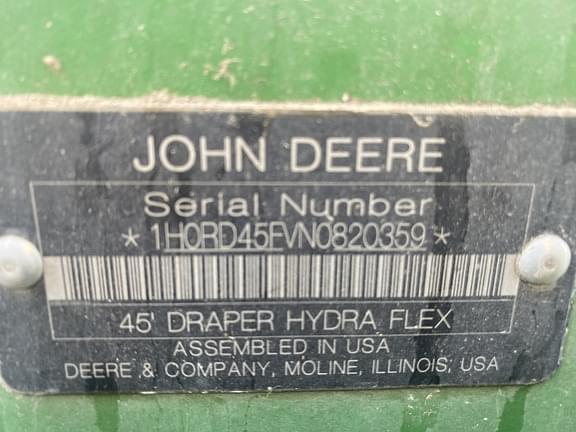 JOHN DEERE
Serial Number
*1H0RD45FVN0820359*
45' DRAPER HYDRA FLEX
ASSEMBLED IN USA
DEERE & COMPANY, MOLINE, ILLINOIS, USA